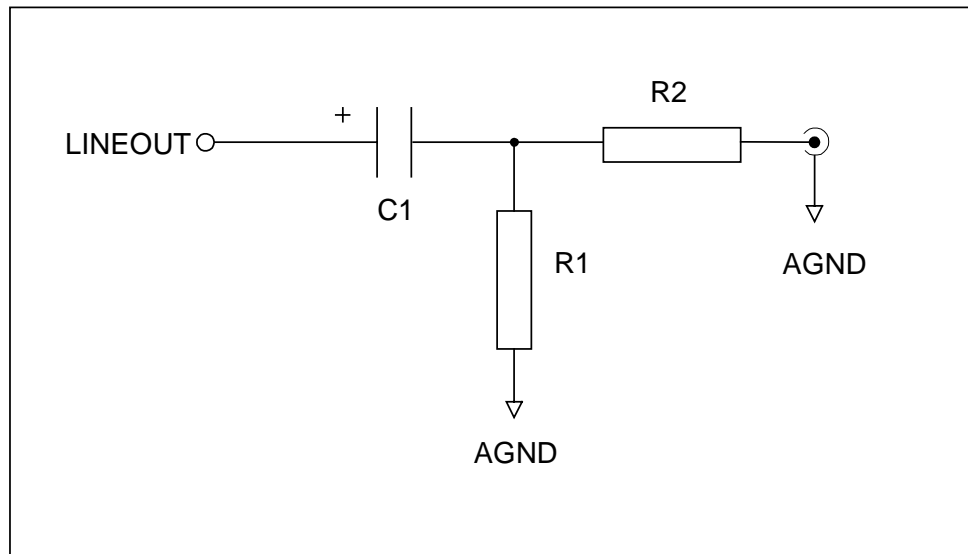 R2
+
LINEOUT
C1
R1
AGND
AGND